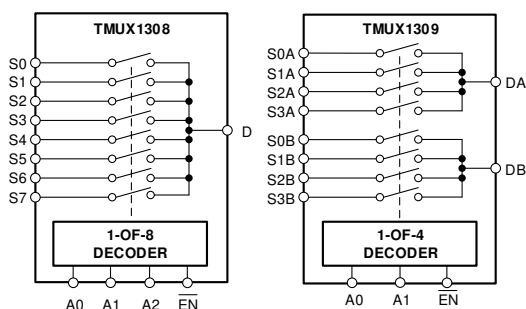 TMUX1308
S0
S1
S2
S3
S4
S5
S6
S7
D
1-OF-8
DECODER
A0 A1 A2 EN
TMUX1309
S0A
S1A
S2A
S3A
S0B
S1B
S2B
S3B
DA
DB
1-OF-4
DECODER
A0 A1 EN